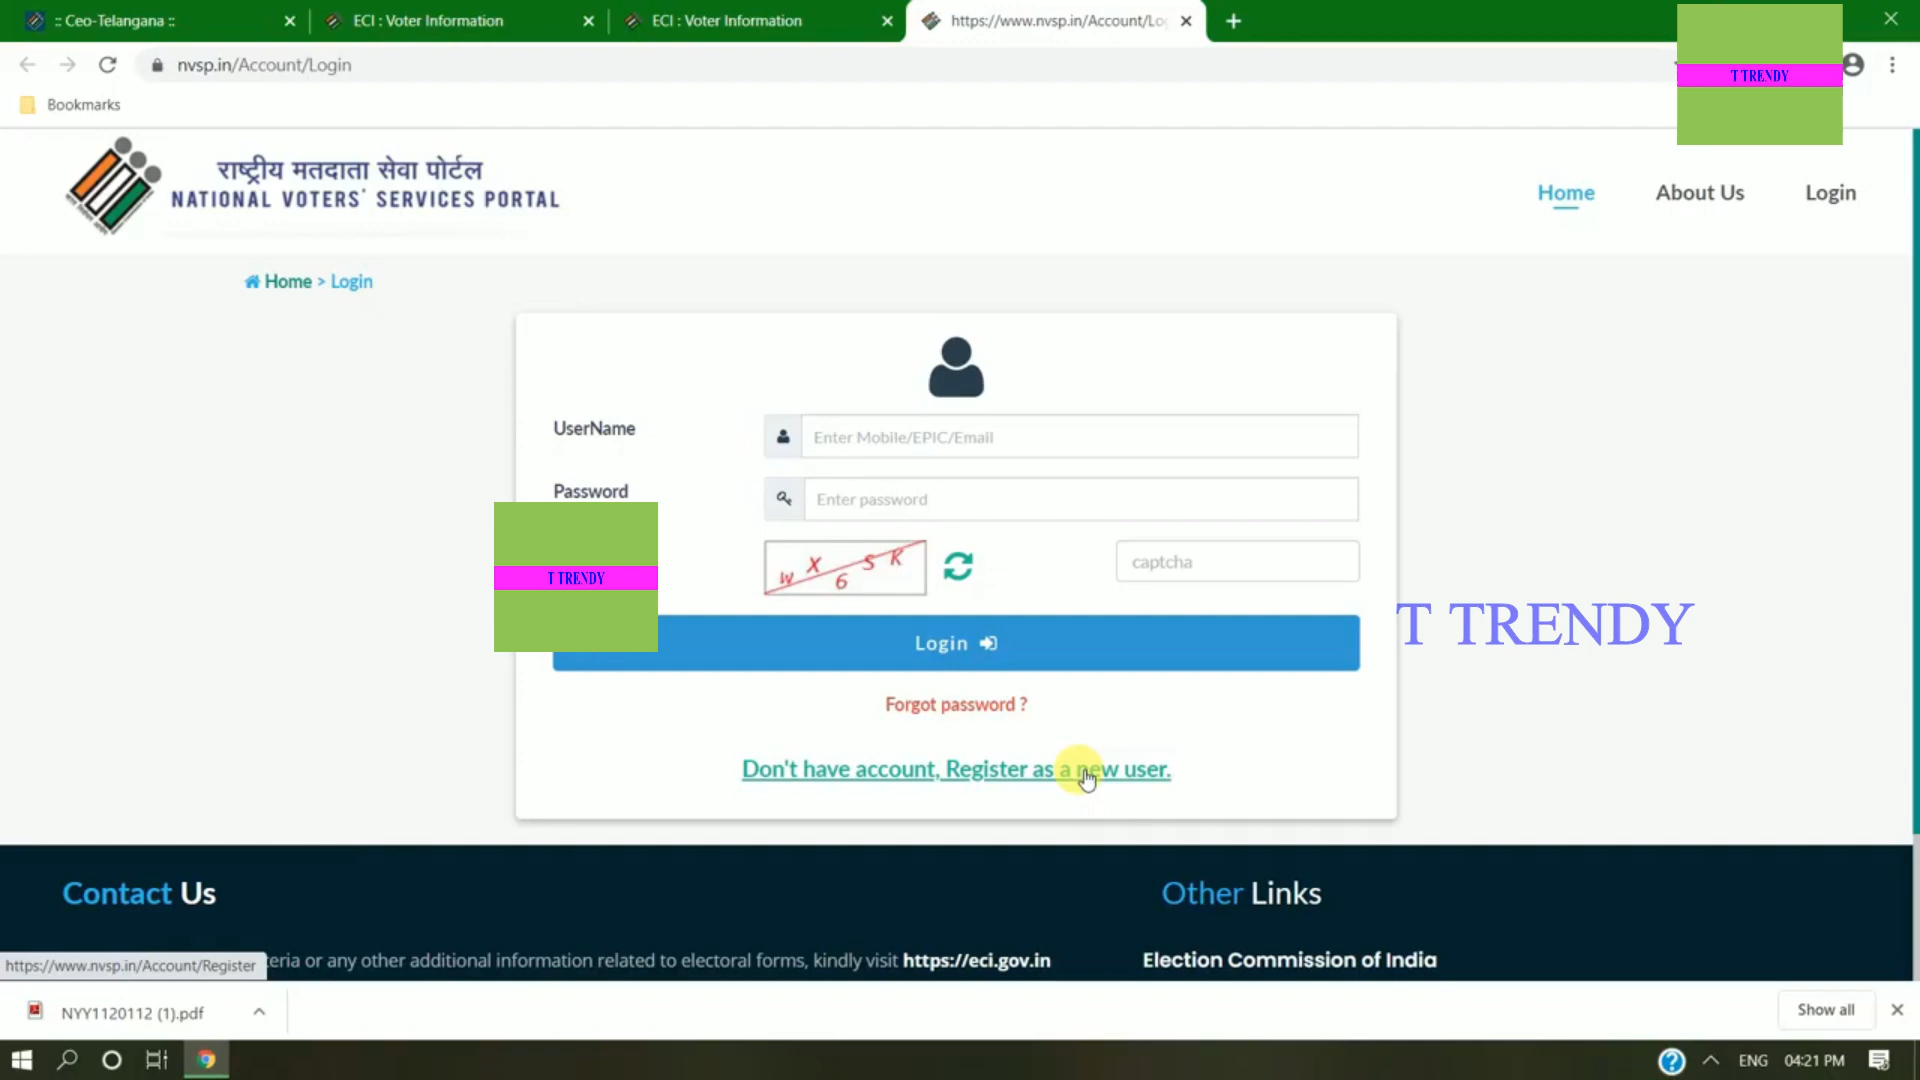 :: Ceo-Telangana ::
ECI : Voter Information
ECI : Voter Information
https://www.nvsp.in/Account/Lo
nvsp.in/Account/Login
T TRENDY
Bookmarks
राष्ट्रीय मतदाता सेवा पोर्टल
NATIONAL VOTERS' SERVICES PORTAL
Home
About Us
Login
Home > Login
UserName
Enter Mobile/EPIC/Email
Password
Enter password
T TRENDY
W X 6 S K
captcha
Login
T TRENDY
Forgot password ?
Don't have account, Register as a new user.
Contact Us
Other Links
https://www.nvsp.in/Account/Register
eria or any other additional information related to electoral forms, kindly visit https://eci.gov.in
Election Commission of India
NYY1120112 (1).pdf
Show all
ENG
04:21 PM